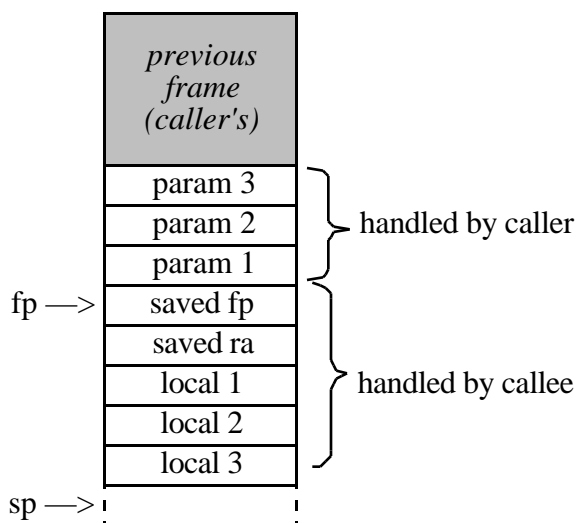 previous
frame
(caller's)
param 3
param 2
handled by caller
param 1
fp —>
saved fp
saved ra
local 1
handled by callee
local 2
local 3
sp —>